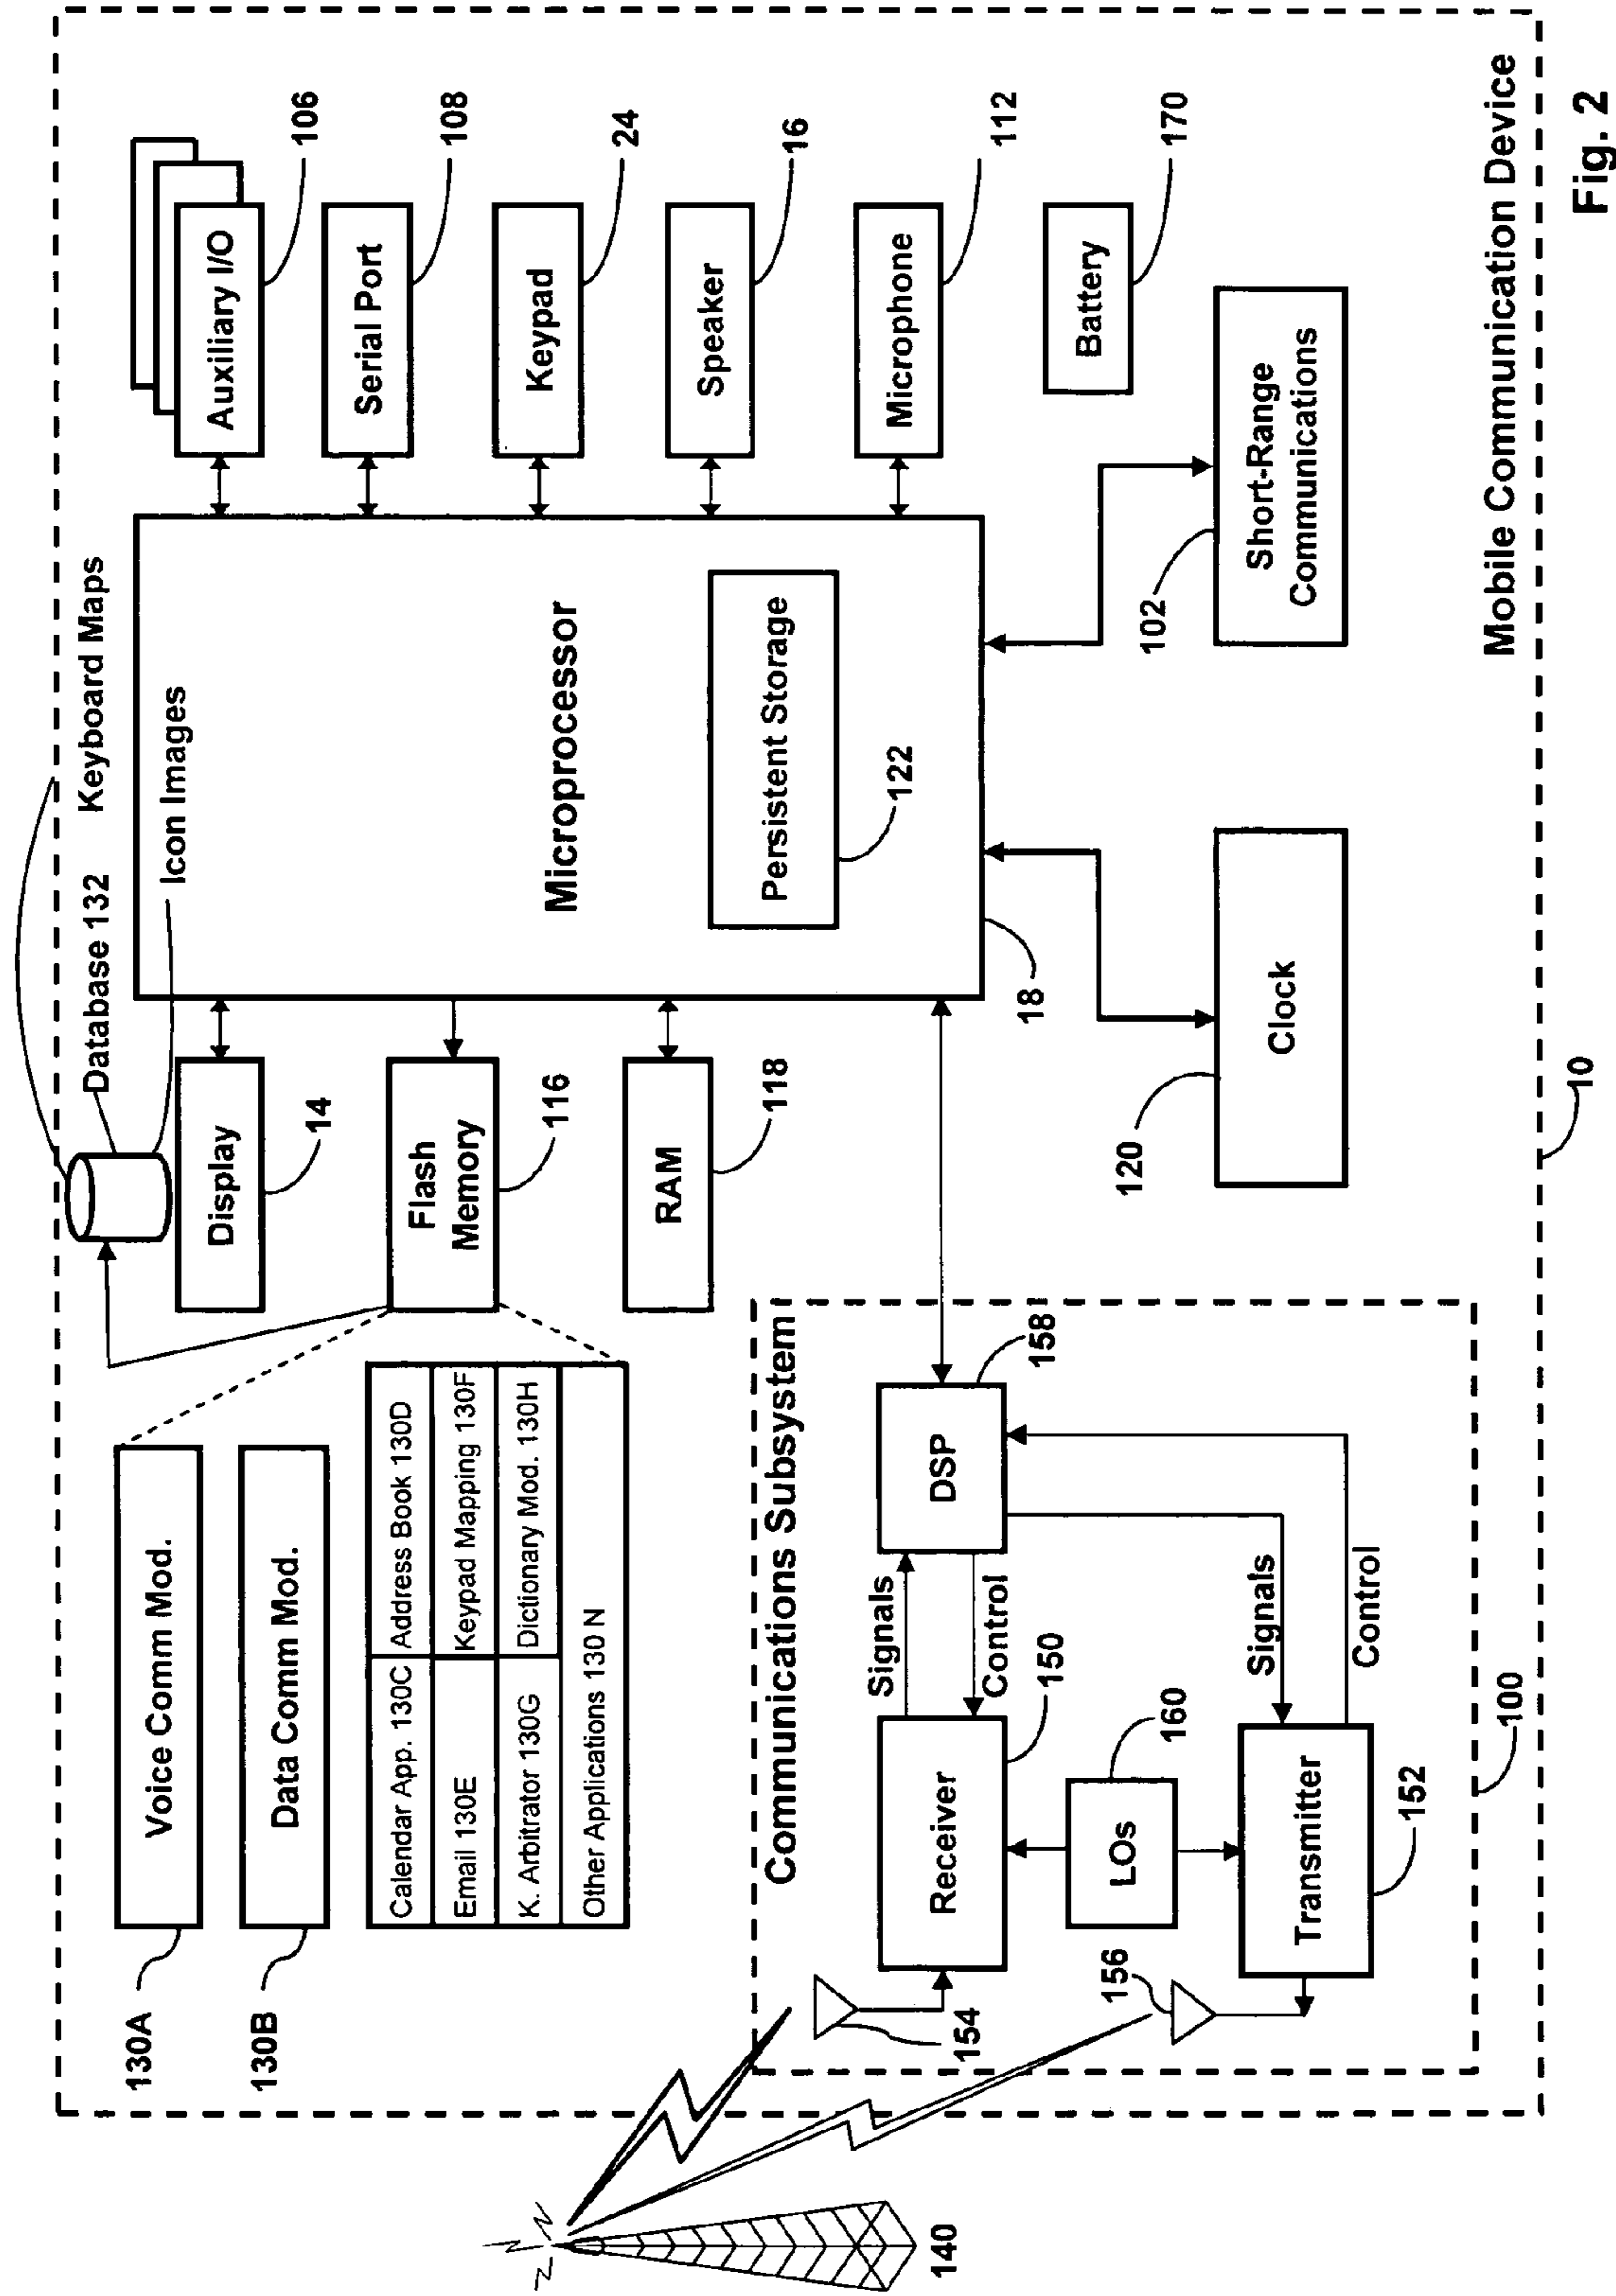 Keyboard Maps
Database 132
Icon Images
130A
Voice Comm Mod.
130B
Data Comm Mod.
Calendar App. 130C
Address Book 130D
Email 130E
Keypad Mapping 130F
K. Arbitrator 130G
Dictionary Mod. 130H
Other Applications 130 N
Display
14
Flash
Memory
116
RAM
118
Microprocessor
Persistent Storage
122
18
Auxiliary I/O
106
Serial Port
108
Keypad
24
Speaker
16
Microphone
112
Battery
170
140
Communications Subsystem
154
Receiver
150
Signals
Control
DSP
158
LOs
160
156
Transmitter
152
Signals
Control
100
120
Clock
102
Short-Range
Communications
Mobile Communication Device
10
Fig. 2